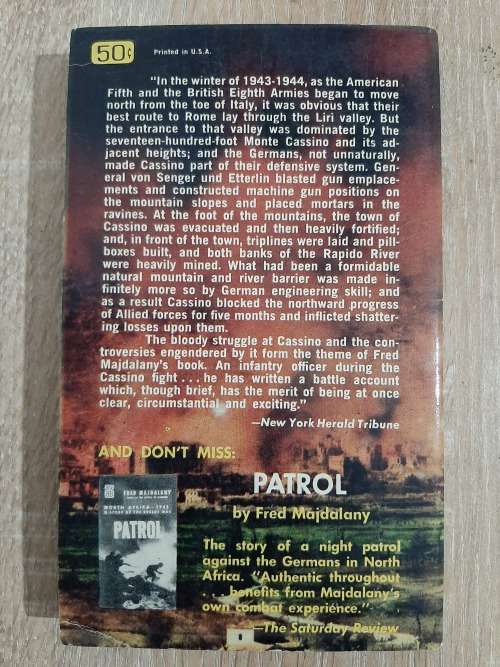 50¢
Printed in U.S.A.
"In the winter of 1943-1944, as the American
Fifth and the British Eighth Armies began to move
north from the toe of Italy, it was obvious that their
best route to Rome lay through the Liri valley. But
the entrance to that valley was dominated by the
seventeen-hundred-foot Monte Cassino and its ad-
jacent heights; and the Germans, not unnaturally,
made Cassino part of their defensive system. Gen-
eral von Senger und Etterlin blasted gun emplace-
ments and constructed machine gun positions on
the mountain slopes and placed mortars in the
ravines. At the foot of the mountains, the town of
Cassino was evacuated and then heavily fortified;
and, in front of the town, triplines were laid and pill-
boxes built, and both banks of the Rapido River
were heavily mined. What had been a formidable
natural mountain and river barrier was made in-
finitely more so by German engineering skill; and
as a result Cassino blocked the northward progress
of Allied forces for five months and inflicted shatter-
ing losses upon them.
The bloody struggle at Cassino and the con-
troversies engendered by it form the theme of Fred
Majdalany's book. An infantry officer during the
Cassino fight . . . he has written a battle account
which, though brief, has the merit of being at once
clear, circumstantial and exciting."
—New York Herald Tribune
AND DON'T MISS:
PATROL
by Fred Majdalany
The story of a night patrol
against the Germans in North
Africa. "Authentic throughout
. . . benefits from Majdalany's
own combat experience."
—The Saturday Review
FRED MAJDALANY
NORTH AFRICA—1943
PATROL